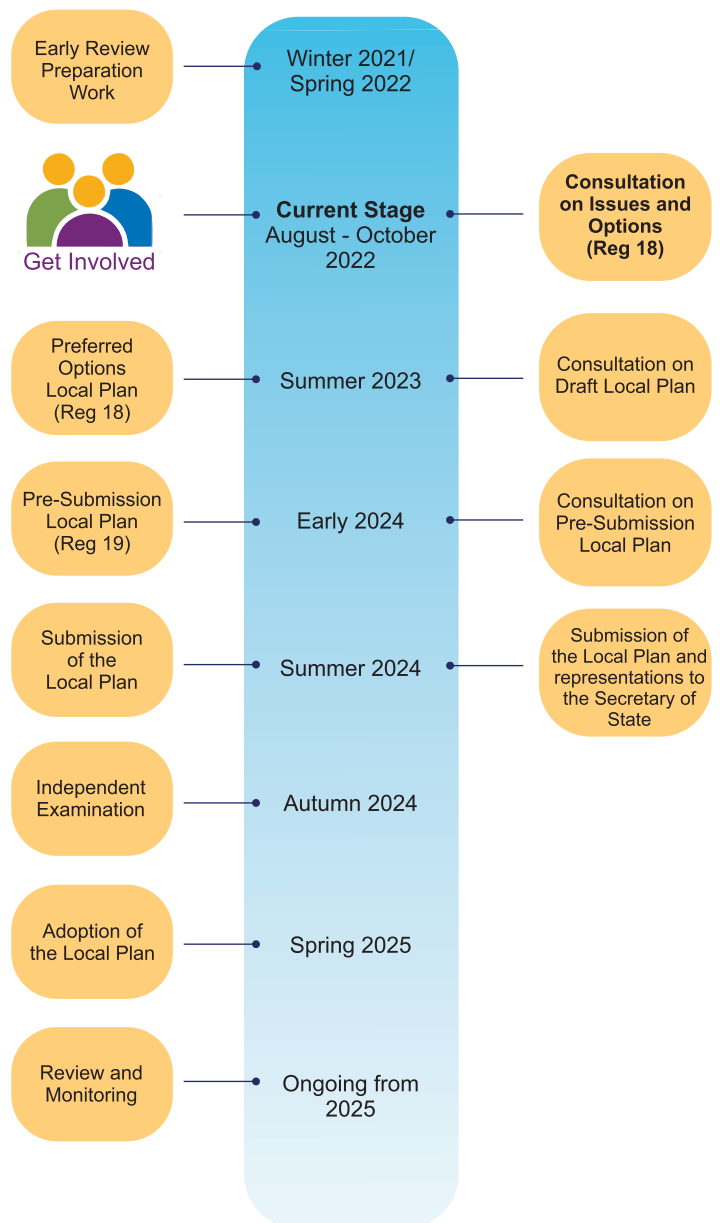 Early Review
Preparation
Work
Winter 2021/
Spring 2022
Get Involved
Current Stage
August - October
2022
Consultation
on Issues and
Options
(Reg 18)
Preferred
Options
Local Plan
(Reg 18)
Summer 2023
Consultation on
Draft Local Plan
Pre-Submission
Local Plan
(Reg 19)
Early 2024
Consultation on
Pre-Submission
Local Plan
Submission
of the
Local Plan
Summer 2024
Submission of
the Local Plan and
representations to
the Secretary of
State
Independent
Examination
Autumn 2024
Adoption of
the Local Plan
Spring 2025
Review and
Monitoring
Ongoing from
2025